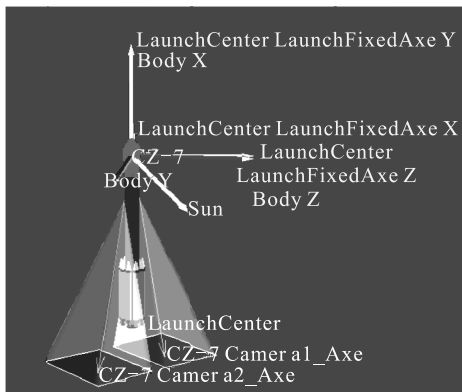 LaunchCenter LaunchFixedAxe Y
Body X
LaunchCenter LaunchFixedAxe X
CZ-7
LaunchCenter
LaunchFixedAxe Z
Body Y
Body Z
Sun
LaunchCenter
CZ-7 Camer a1_Axe
CZ-7 Camer a2_Axe